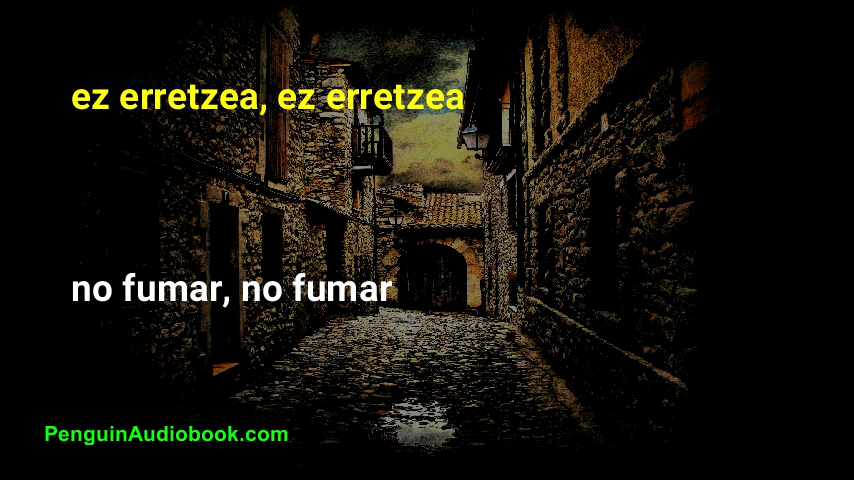 ez erretzea, ez erretzea
no fumar, no fumar
PenguinAudiobook.com